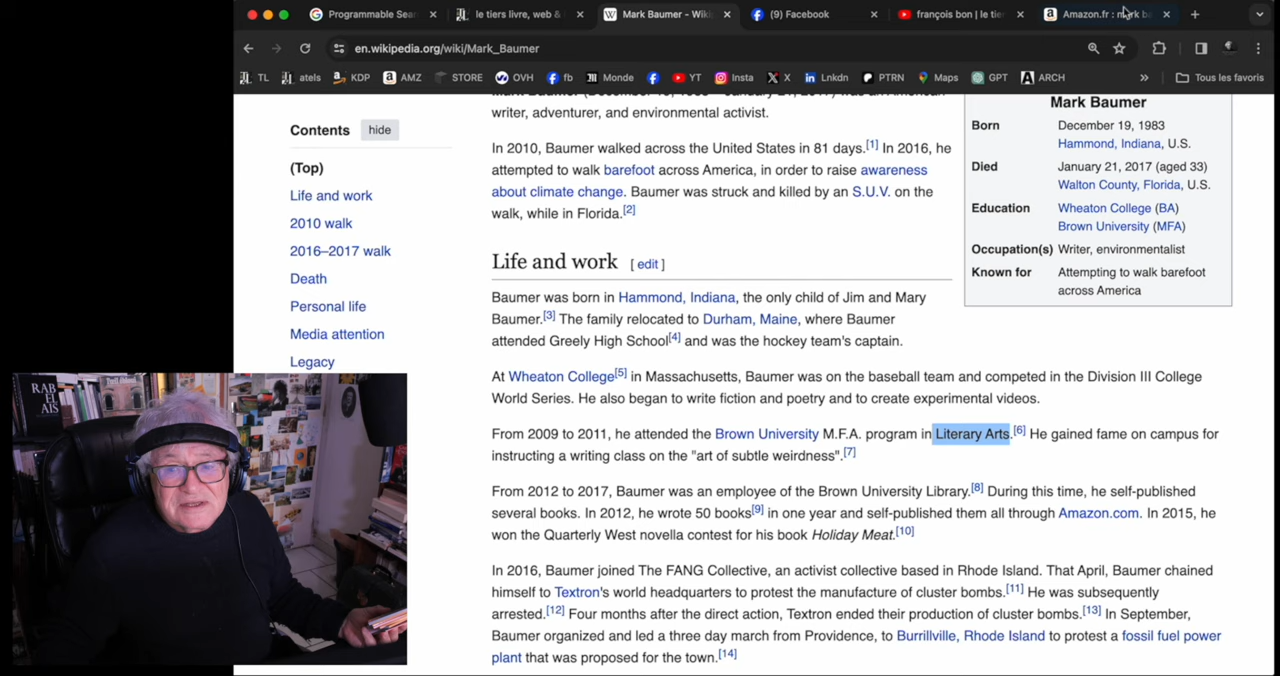 Programmable Sear
le tiers livre, web &
Mark Baumer - Wiki
(9) Facebook
françois bon | le tie
Amazon.fr : mark b
en.wikipedia.org/wiki/Mark_Baumer
TL
atels
KDP
AMZ
STORE
OVH
fb
Monde
YT
Insta
X
Lnkdn
PTRN
Maps
GPT
ARCH
»
Tous les favoris
Contents
hide
(Top)
Life and work
2010 walk
2016–2017 walk
Death
Personal life
Media attention
Legacy
writer, adventurer, and environmental activist.
In 2010, Baumer walked across the United States in 81 days.[1] In 2016, he
attempted to walk barefoot across America, in order to raise awareness
about climate change. Baumer was struck and killed by an S.U.V. on the
walk, while in Florida.[2]
Mark Baumer
Born December 19, 1983
Hammond, Indiana, U.S.
Died January 21, 2017 (aged 33)
Walton County, Florida, U.S.
Education Wheaton College (BA)
Brown University (MFA)
Occupation(s) Writer, environmentalist
Known for Attempting to walk barefoot
across America
Life and work [ edit ]
Baumer was born in Hammond, Indiana, the only child of Jim and Mary
Baumer.[3] The family relocated to Durham, Maine, where Baumer
attended Greely High School[4] and was the hockey team's captain.
At Wheaton College[5] in Massachusetts, Baumer was on the baseball team and competed in the Division III College
World Series. He also began to write fiction and poetry and to create experimental videos.
From 2009 to 2011, he attended the Brown University M.F.A. program in Literary Arts.[6] He gained fame on campus for
instructing a writing class on the "art of subtle weirdness".[7]
From 2012 to 2017, Baumer was an employee of the Brown University Library.[8] During this time, he self-published
several books. In 2012, he wrote 50 books[9] in one year and self-published them all through Amazon.com. In 2015, he
won the Quarterly West novella contest for his book Holiday Meat.[10]
In 2016, Baumer joined The FANG Collective, an activist collective based in Rhode Island. That April, Baumer chained
himself to Textron's world headquarters to protest the manufacture of cluster bombs.[11] He was subsequently
arrested.[12] Four months after the direct action, Textron ended their production of cluster bombs.[13] In September,
Baumer organized and led a three day march from Providence, to Burrillville, Rhode Island to protest a fossil fuel power
plant that was proposed for the town.[14]
RAB
ELAIS